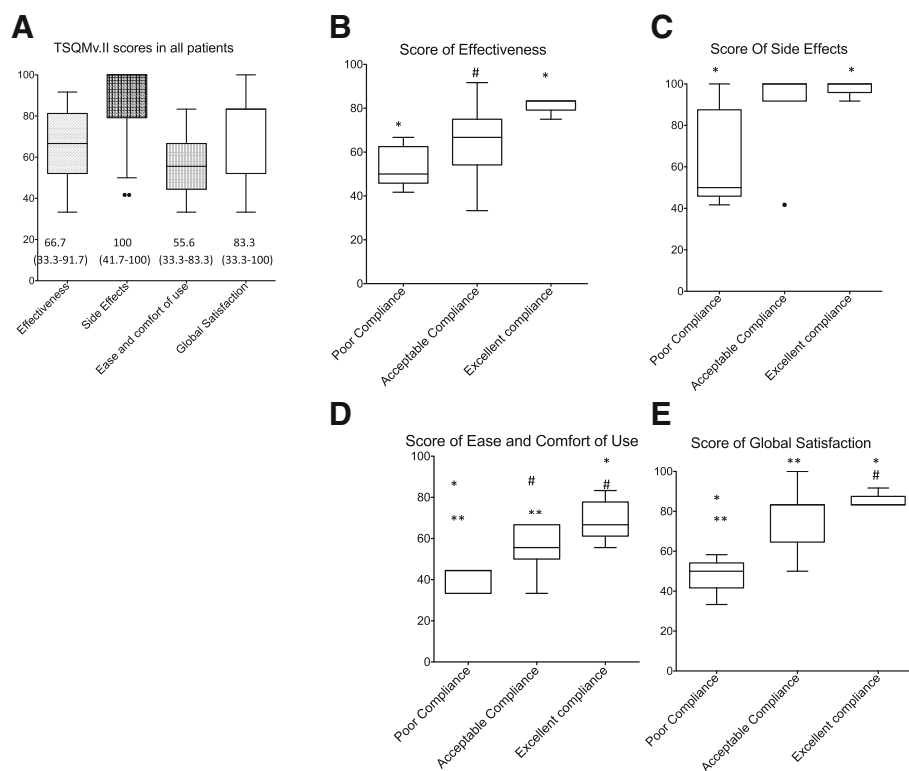 A
TSQMv.II scores in all patients
100
80
60
40
20
0
66.7 100 55.6 83.3
(33.3-91.7) (41.7-100) (33.3-83.3) (33.3-100)
Effectiveness
Side Effects
Ease and comfort of use
Global Satisfaction
B
Score of Effectiveness
100
80
60
40
20
0
*
#
*
Poor Compliance
Acceptable Compliance
Excellent compliance
C
Score Of Side Effects
100
80
60
40
20
0
*
*
Poor Compliance
Acceptable Compliance
Excellent compliance
D
Score of Ease and Comfort of Use
100
80
60
40
20
0
*
**
#
**
*
#
Poor Compliance
Acceptable Compliance
Excellent compliance
E
Score of Global Satisfaction
100
80
60
40
20
0
*
**
**
*
#
Poor Compliance
Acceptable Compliance
Excellent compliance